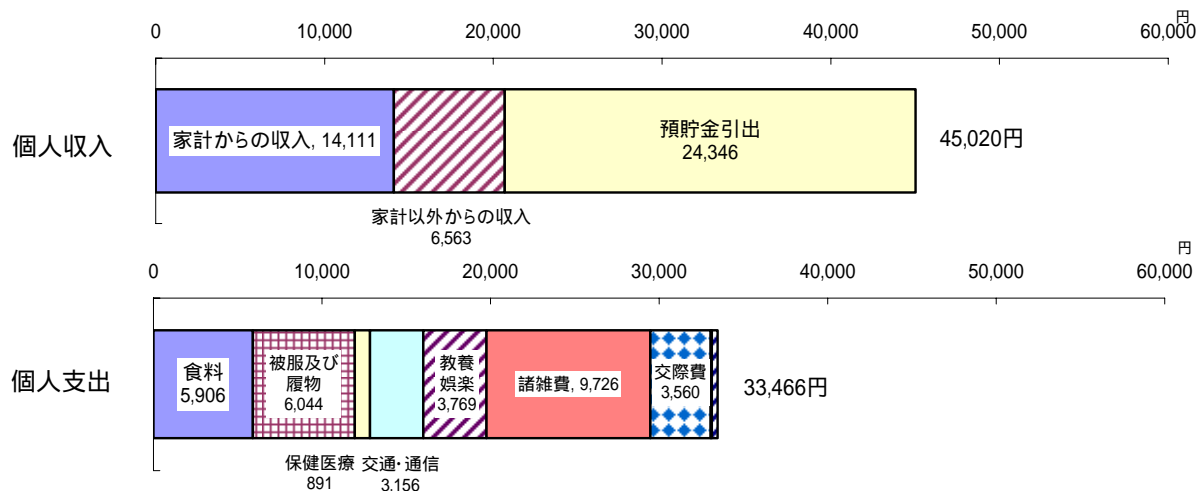 円
0 10,000 20,000 30,000 40,000 50,000 60,000
個人収入
家計からの収入, 14,111
預貯金引出
24,346
45,020円
家計以外からの収入
6,563
円
0 10,000 20,000 30,000 40,000 50,000 60,000
個人支出
食料
5,906
被服及び
履物
6,044
教養
娯楽
3,769
諸雑費, 9,726
交際費
3,560
33,466円
保健医療
891
交通・通信
3,156